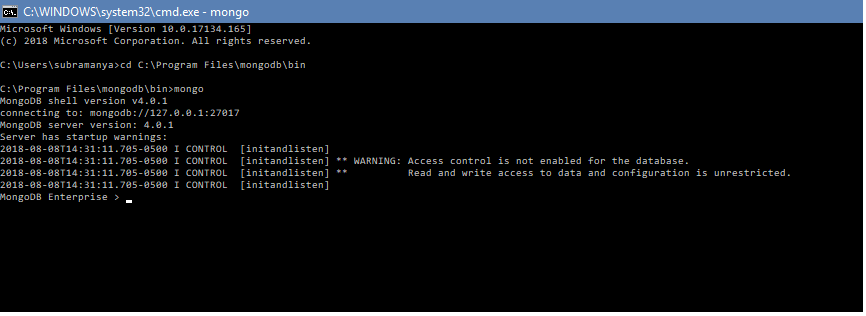 C:\WINDOWS\system32\cmd.exe - mongo
Microsoft Windows [Version 10.0.17134.165]
(c) 2018 Microsoft Corporation. All rights reserved.
C:\Users\subramanya>cd C:\Program Files\mongodb\bin
C:\Program Files\mongodb\bin>mongo
MongoDB shell version v4.0.1
connecting to: mongodb://127.0.0.1:27017
MongoDB server version: 4.0.1
Server has startup warnings:
2018-08-08T14:31:11.705-0500 I CONTROL  [initandlisten]
2018-08-08T14:31:11.705-0500 I CONTROL  [initandlisten] ** WARNING: Access control is not enabled for the database.
2018-08-08T14:31:11.705-0500 I CONTROL  [initandlisten] **          Read and write access to data and configuration is unrestricted.
2018-08-08T14:31:11.705-0500 I CONTROL  [initandlisten]
MongoDB Enterprise >